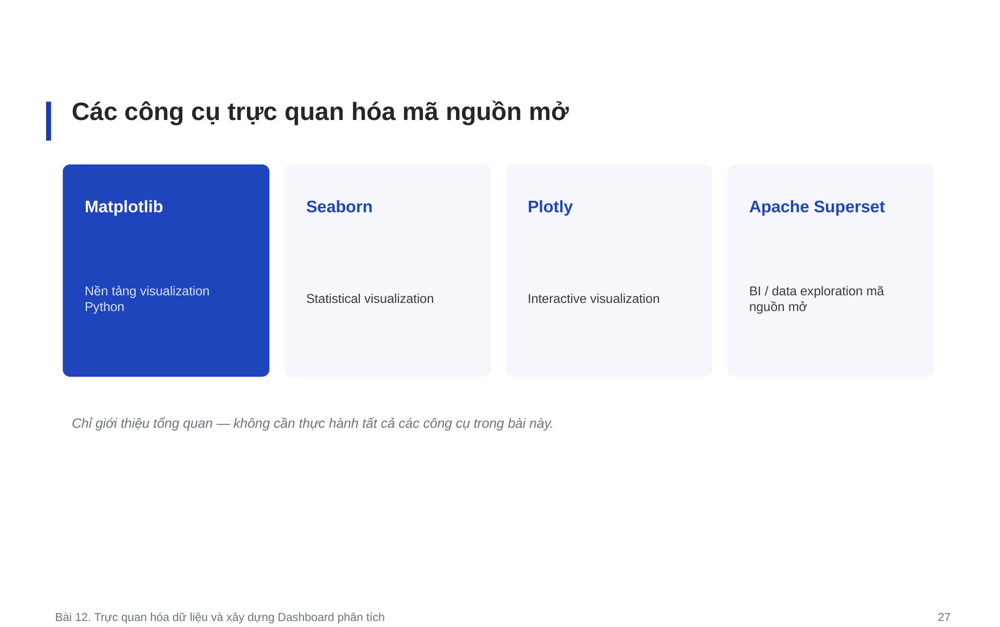 Các công cụ trực quan hóa mã nguồn mở
Matplotlib
Nền tảng visualization
Python
Seaborn
Statistical visualization
Plotly
Interactive visualization
Apache Superset
BI / data exploration mã
nguồn mở
Chỉ giới thiệu tổng quan — không cần thực hành tất cả các công cụ trong bài này.
Bài 12. Trực quan hóa dữ liệu và xây dựng Dashboard phân tích
27